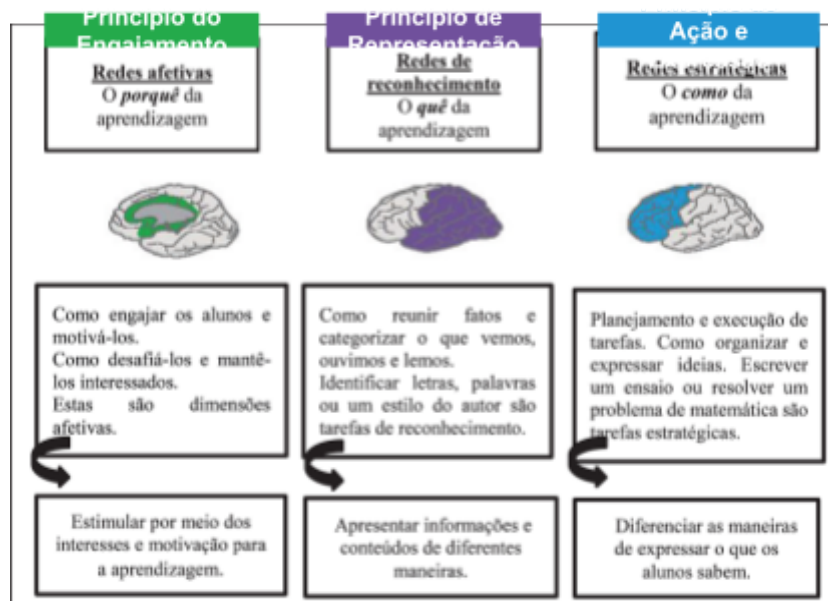 Princípio do
Engajamento
Redes afetivas
O porquê da
aprendizagem
Como engajar os alunos e
motivá-los.
Como desafiá-los e mantê-
los interessados.
Estas são dimensões
afetivas.
Estimular por meio dos
interesses e motivação para
a aprendizagem.
Princípio de
Representação
Redes de
reconhecimento
O quê da
aprendizagem
Como reunir fatos e
categorizar o que vemos,
ouvimos e lemos.
Identificar letras, palavras
ou um estilo do autor são
tarefas de reconhecimento.
Apresentar informações e
conteúdos de diferentes
maneiras.
Ação e
Redes estratégicas
O como da
aprendizagem
Planejamento e execução de
tarefas. Como organizar e
expressar ideias. Escrever
um ensaio ou resolver um
problema de matemática são
tarefas estratégicas.
Diferenciar as maneiras
de expressar o que os
alunos sabem.